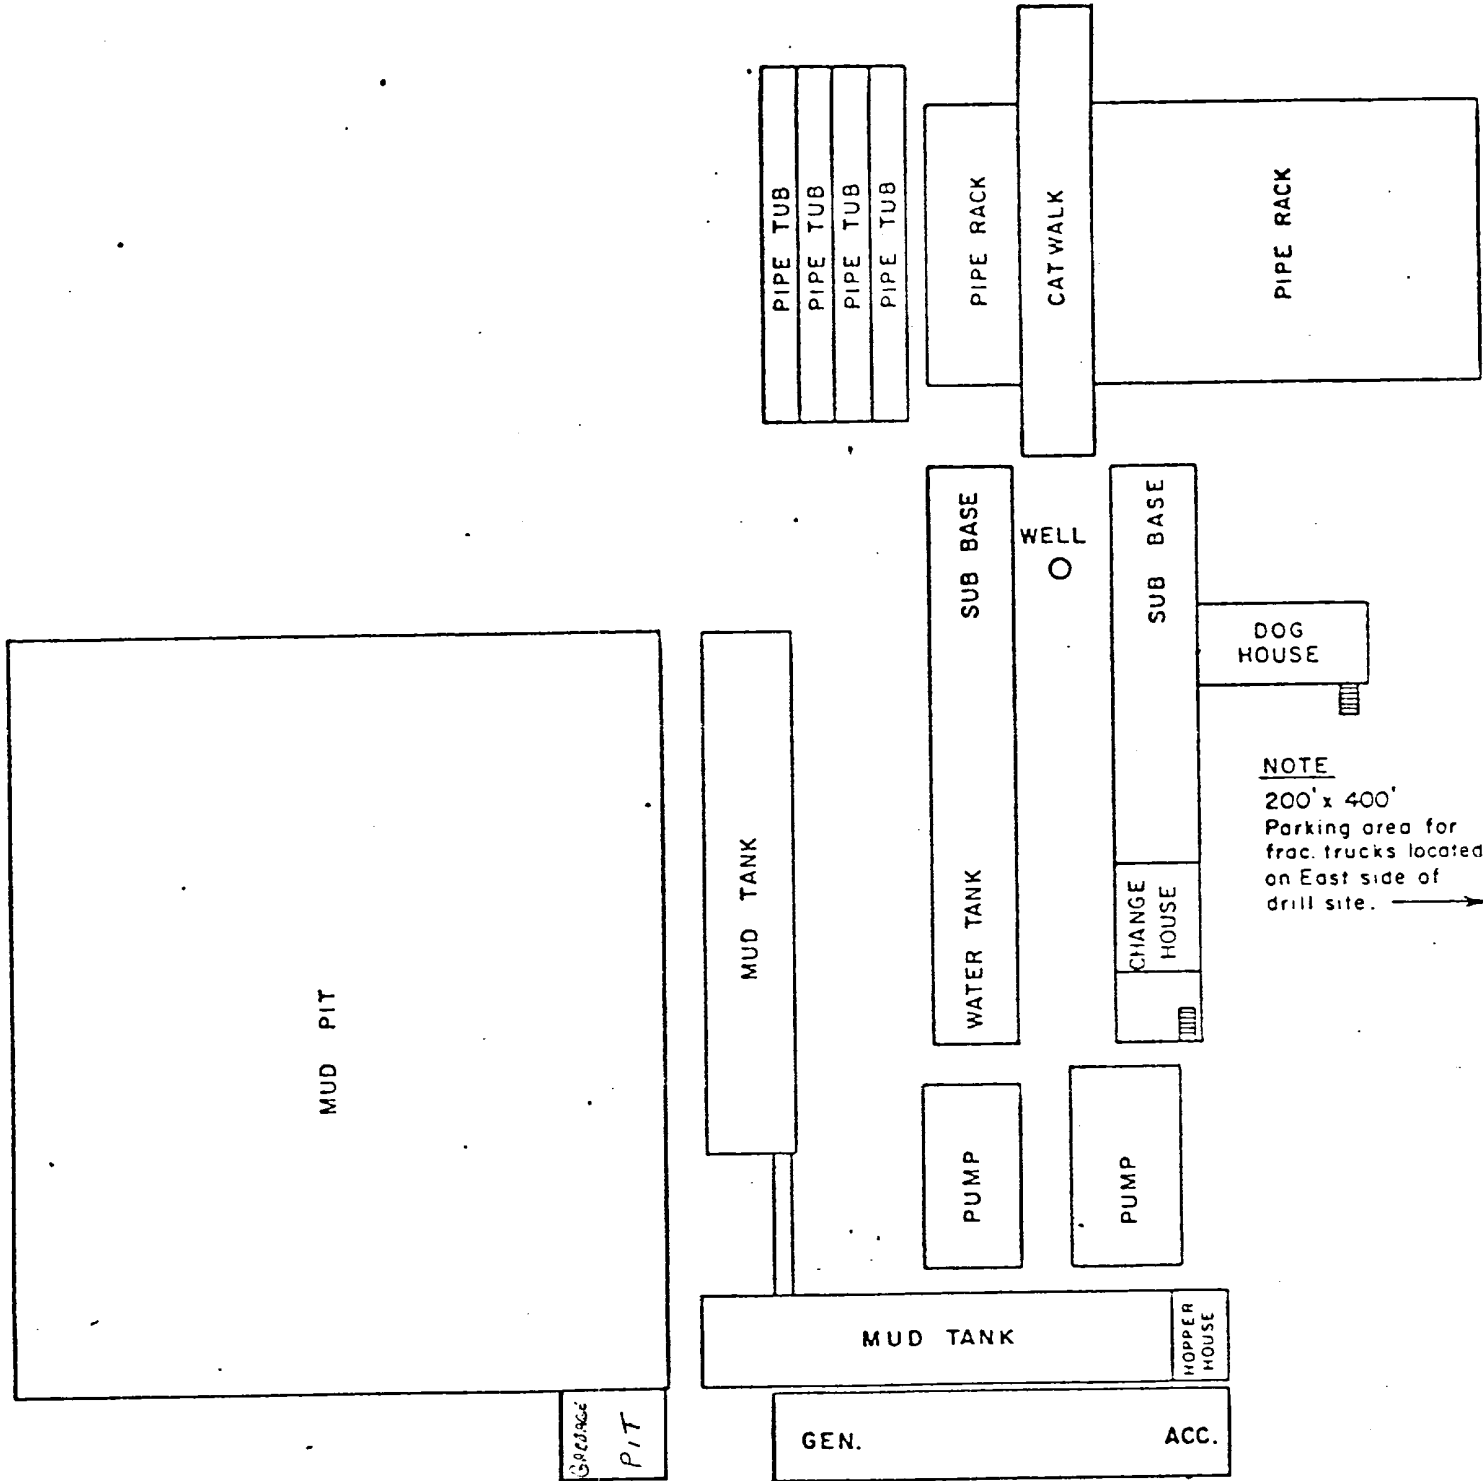 PIPE TUB
PIPE TUB
PIPE TUB
PIPE TUB
PIPE RACK
CATWALK
PIPE RACK
SUB BASE
WELL
SUB BASE
DOG
HOUSE
NOTE
200' x 400'
Parking area for
frac. trucks located
on East side of
drill site.
MUD PIT
MUD TANK
WATER TANK
CHANGE
HOUSE
PUMP
PUMP
MUD TANK
HOPPER
HOUSE
GARBAGE
PIT
GEN.
ACC.